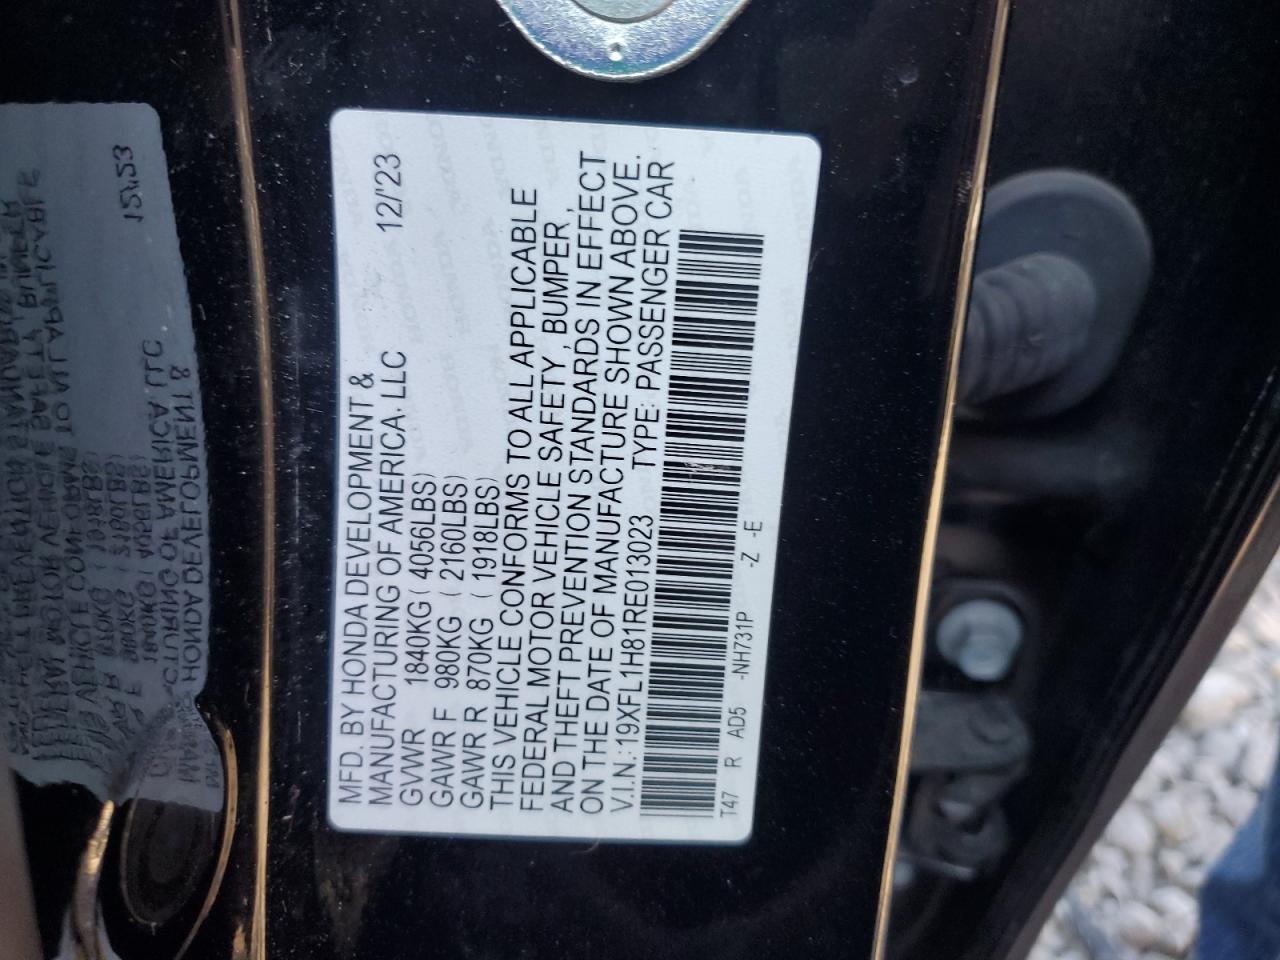 MFD. BY HONDA DEVELOPMENT &
MANUFACTURING OF AMERICA. LLC 12/'23
GVWR 1840KG ( 4056LBS)
GAWR F 980KG ( 2160LBS)
GAWR R 870KG ( 1918LBS)
THIS VEHICLE CONFORMS TO ALL APPLICABLE
FEDERAL MOTOR VEHICLE SAFETY, BUMPER,
AND THEFT PREVENTION STANDARDS IN EFFECT
ON THE DATE OF MANUFACTURE SHOWN ABOVE.
V.I.N.:19XFL1H81RE013023 TYPE: PASSENGER CAR
T47 R AD5 -NH731P -Z -E